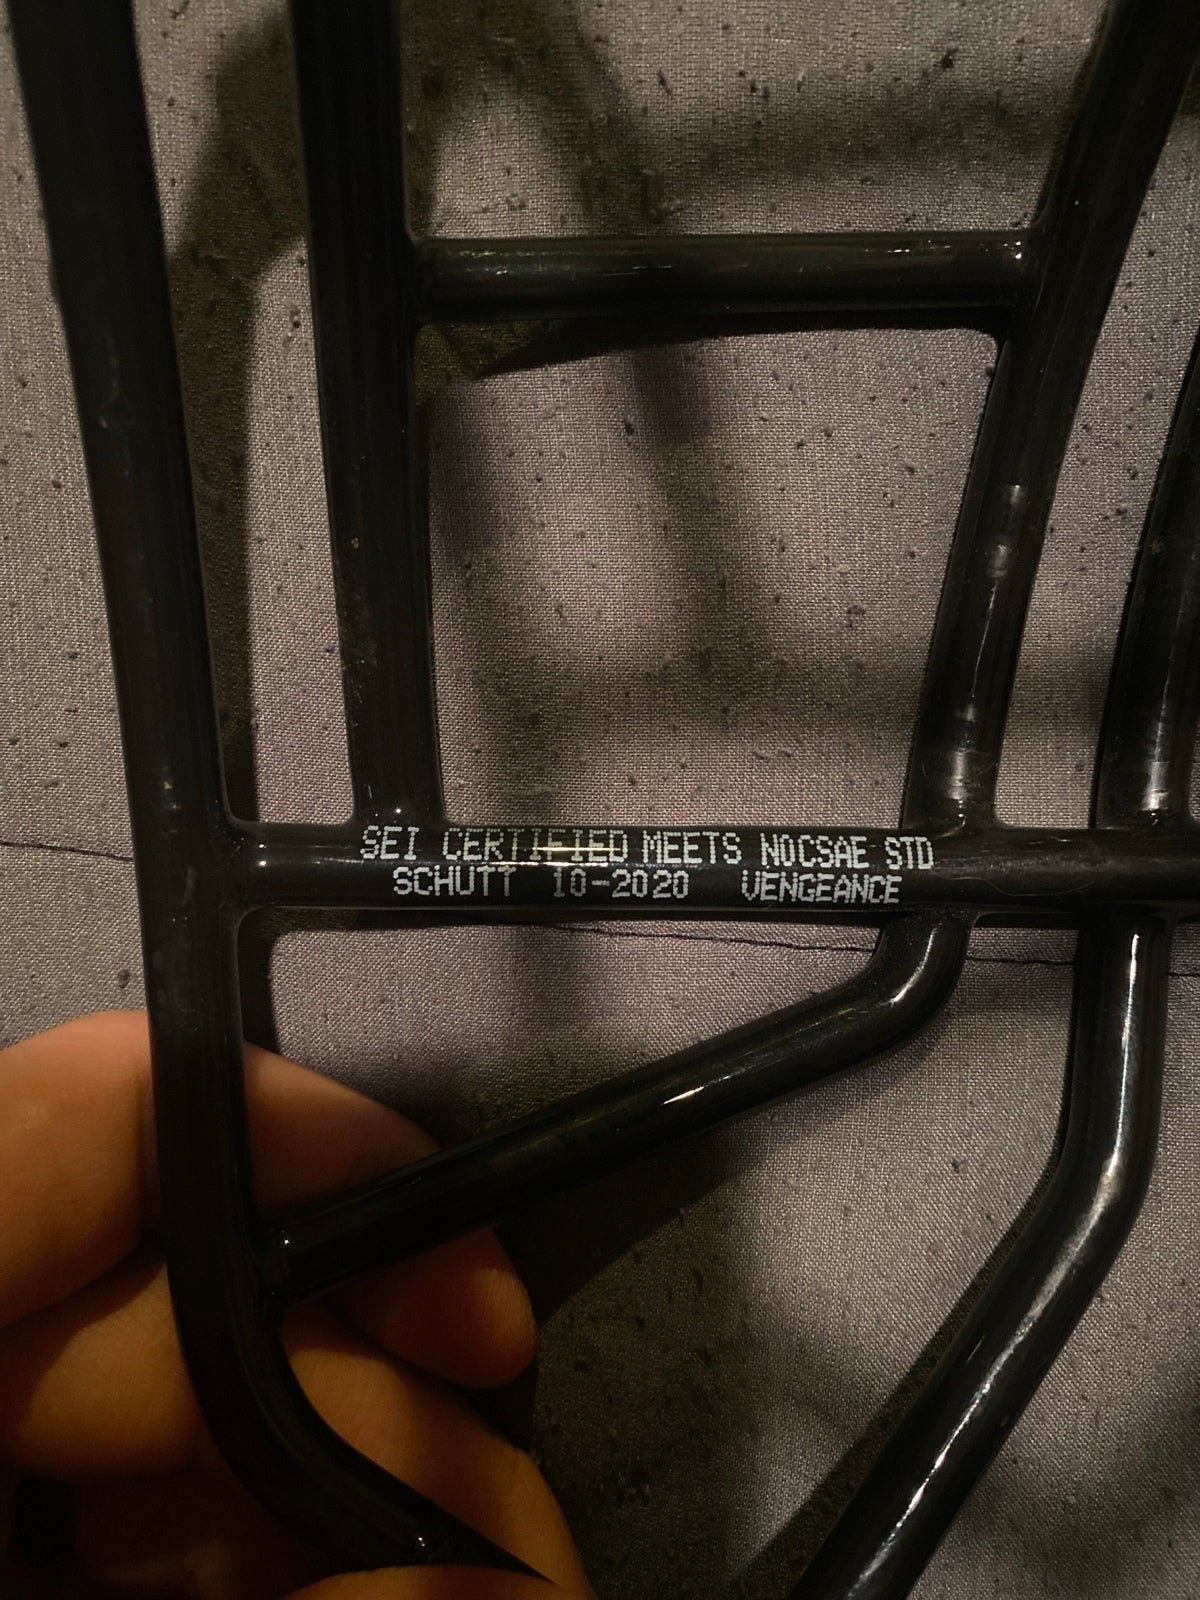 SEI CERTIFIED MEETS NOCSAE STD
SCHUTT 10-2020 VENGEANCE